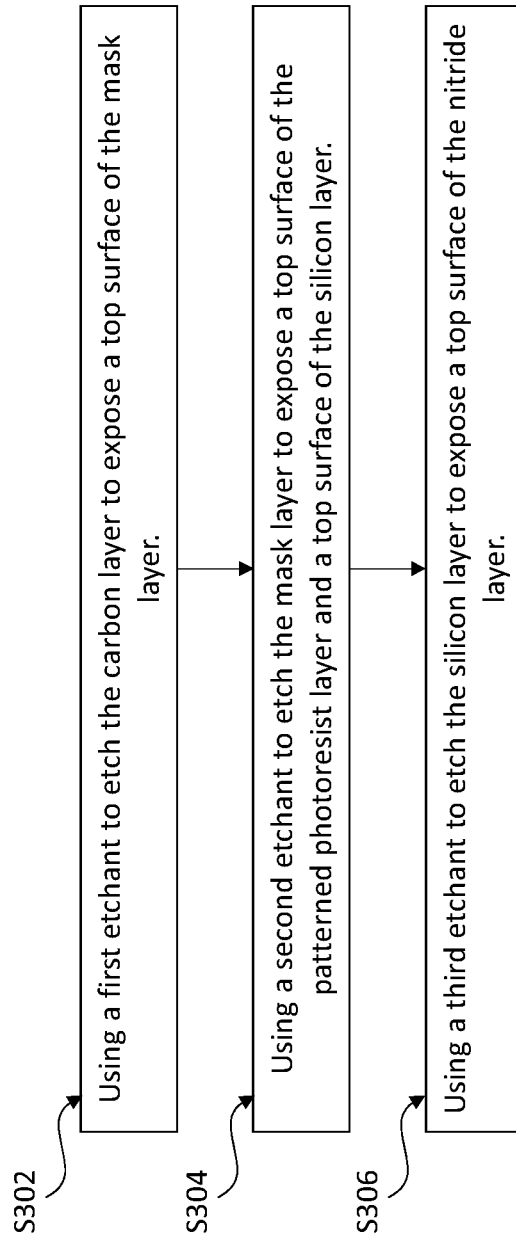 S302
Using a first etchant to etch the carbon layer to expose a top surface of the mask
layer.
S304
Using a second etchant to etch the mask layer to expose a top surface of the
patterned photoresist layer and a top surface of the silicon layer.
S306
Using a third etchant to etch the silicon layer to expose a top surface of the nitride
layer.